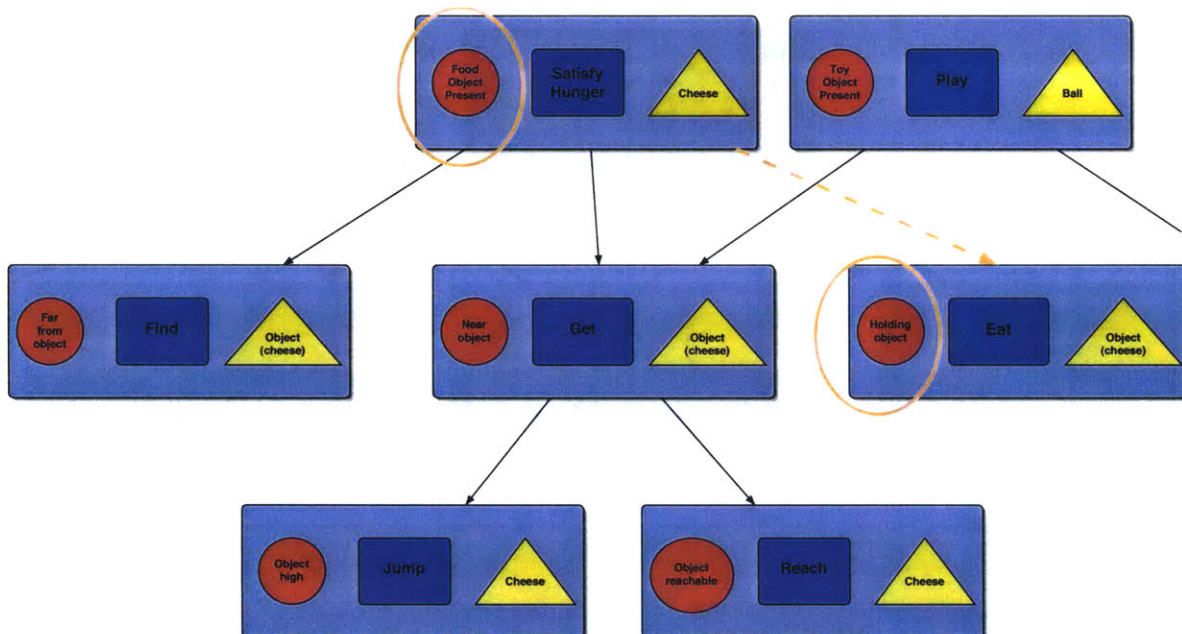 Food
Object
Present
Satisfy
Hunger
Cheese
Toy
Object
Present
Play
Ball
Far
from
object
Find
Object
(cheese)
Near
object
Get
Object
(cheese)
Holding
object
Eat
Object
(cheese)
Object
high
Jump
Cheese
Object
reachable
Reach
Cheese